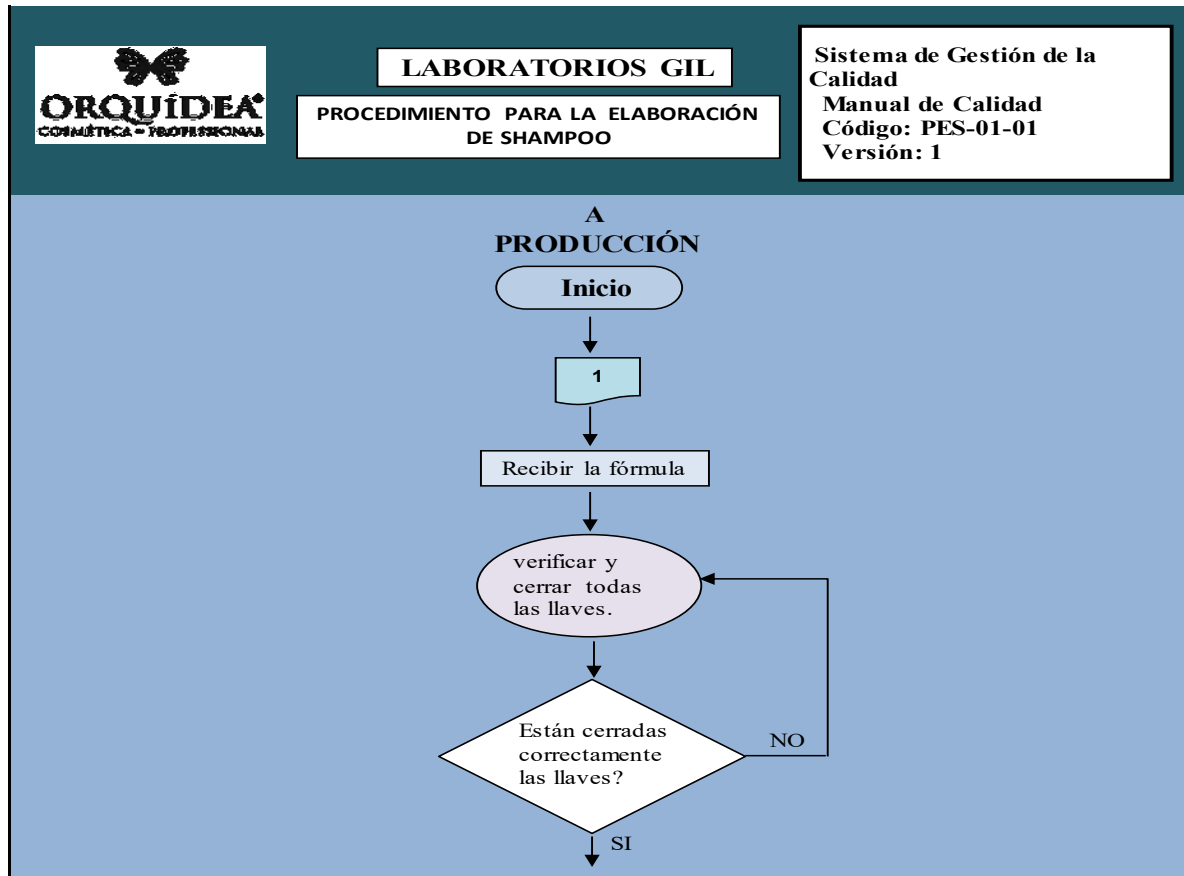 ORQUÍDEA
COSMÉTICA - PROFESSIONAL
LABORATORIOS GIL
PROCEDIMIENTO PARA LA ELABORACIÓN
DE SHAMPOO
Sistema de Gestión de la
Calidad
Manual de Calidad
Código: PES-01-01
Versión: 1
A
PRODUCCIÓN
Inicio
1
Recibir la fórmula
verificar y
cerrar todas
las llaves.
Están cerradas
correctamente
las llaves?
NO
SI